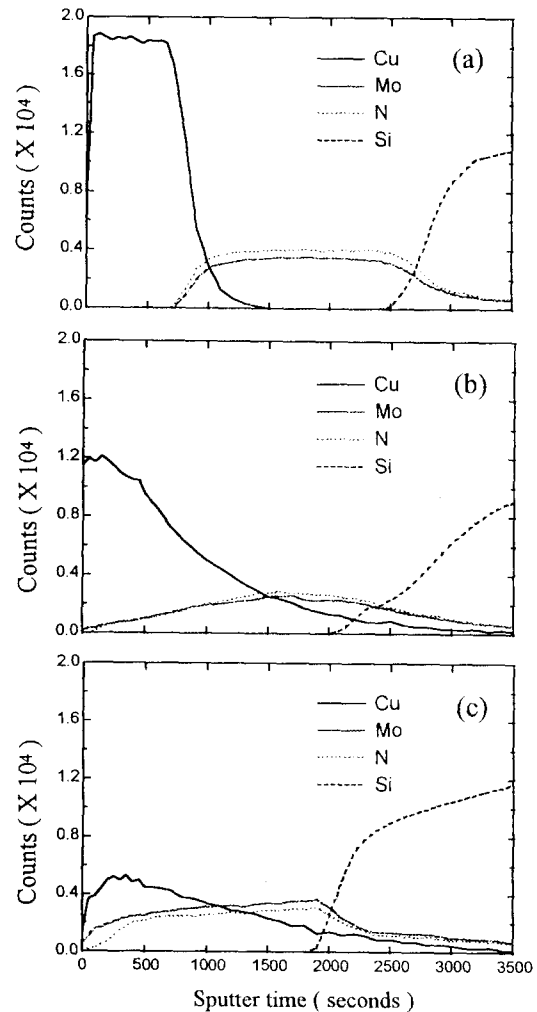 2.0
1.8
1.6
1.2
0.8
0.4
0.0
Counts ( X 10⁴ )
Cu
Mo
N
Si
(a)
2.0
1.6
1.2
0.8
0.4
0.0
Counts ( X 10⁴ )
Cu
Mo
N
Si
(b)
2.0
1.6
1.2
0.8
0.4
0.0
Counts ( X 10⁴ )
Cu
Mo
N
Si
(c)
0 500 1000 1500 2000 2500 3000 3500
Sputter time ( seconds )